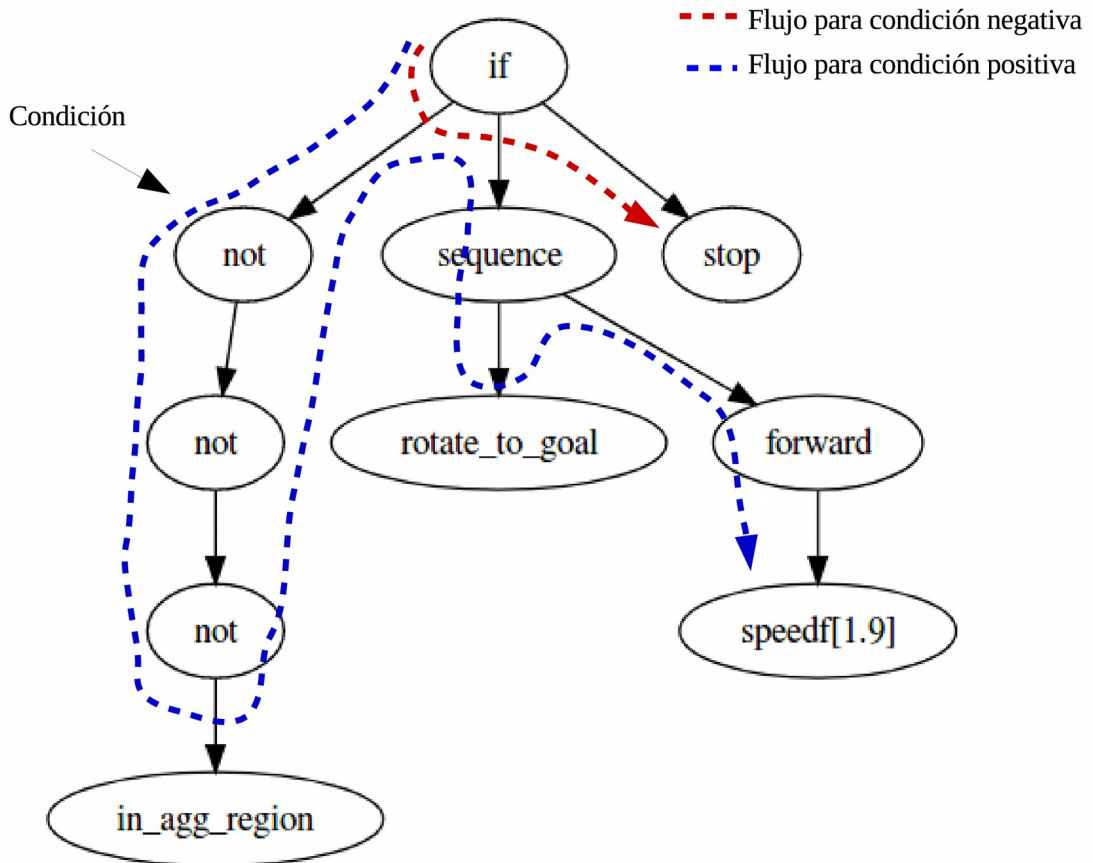 Flujo para condición negativa
if
Flujo para condición positiva
Condición
not
sequence
stop
not
rotate_to_goal
forward
not
speedf[1.9]
in_agg_region